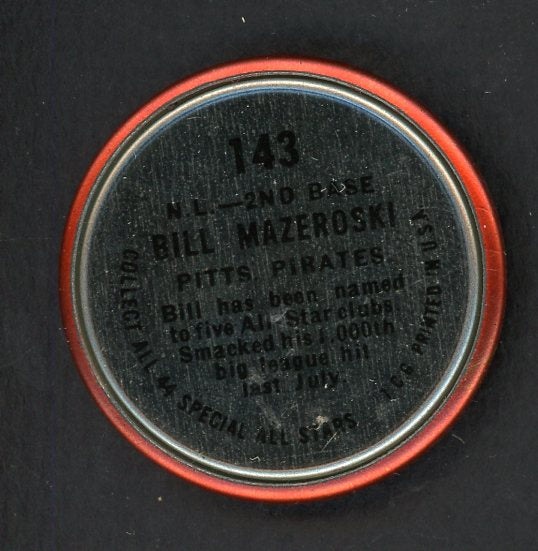 143
N.L.—2ND BASE
BILL MAZEROSKI
PITTS. PIRATES
Bill has been named
to five All Star clubs.
Smacked his 1,000th
big league hit
last July.
COLLECT ALL 44 SPECIAL ALL STARS
T.C.G. PRINTED IN USA